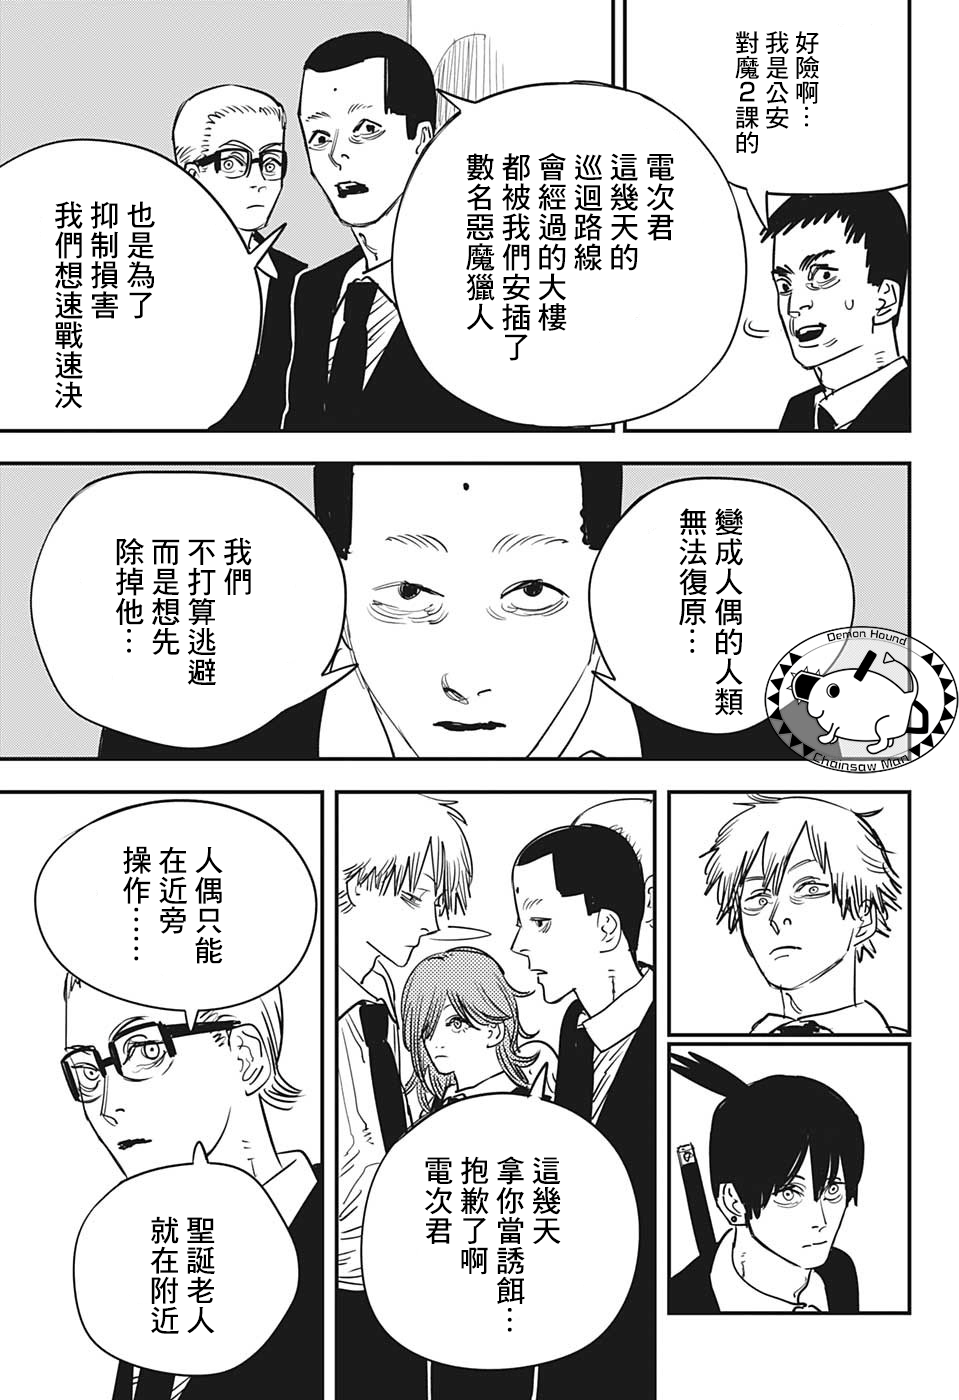 好險啊…
我是公安
對魔2課的
電次君
這幾天的
巡迴路線
會經過的大樓
都被我們安插了
數名惡魔獵人
也是為了
抑制損害
我們想速戰速決
變成人偶的人類
無法復原…
我們
不打算逃避
而是想先
除掉他…
Demon Hound
Chainsaw Man
這幾天
拿你當誘餌…
抱歉了啊
電次君
人偶只能
在近旁
操作……
聖誕老人
就在附近